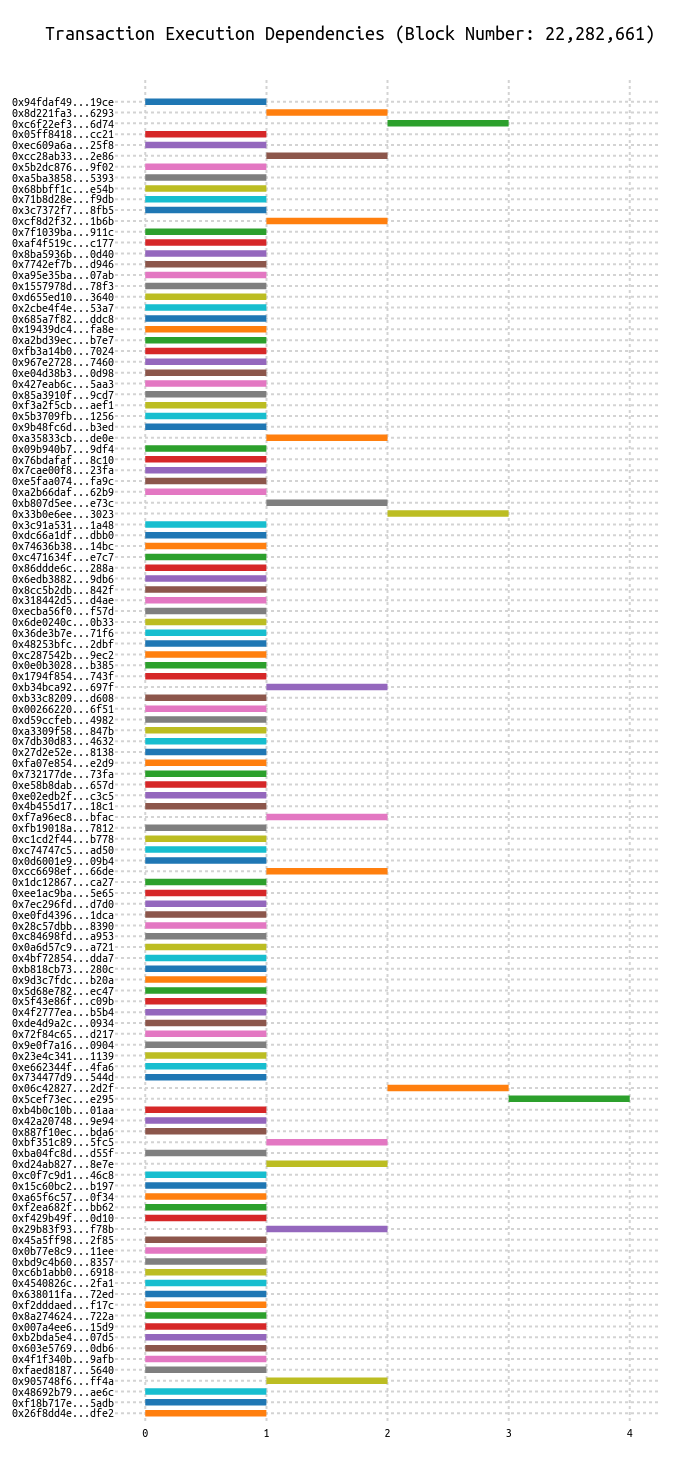 Transaction Execution Dependencies (Block Number: 22,282,661)
0x94fdaf49...19ce
0x8d221fa3...6293
0xc6f22ef3...6d74
0x05ff8418...cc21
0xec609a6a...25f8
0xcc28ab33...2e86
0x5b2dc876...9f02
0xa5ba3858...5393
0x68bbff1c...e54b
0x71b8d28e...f9db
0x3c7372f7...8fb5
0xcf8d2f32...1b6b
0x7f1039ba...911c
0xaf4f519c...c177
0x8ba5936b...0d40
0x7742ef7b...d946
0xa95e35ba...07ab
0x1557978d...78f3
0xd655ed10...3640
0x2cbe4f4e...53a7
0x685a7f82...ddc8
0x19439dc4...fa8e
0xa2bd39ec...b7e7
0xfb3a14b0...7024
0x967e2728...7460
0xe04d38b3...0d98
0x427eab6c...5aa3
0x85a3910f...9cd7
0xf3a2f5cb...aef1
0x5b3709fb...1256
0x9b48fc6d...b3ed
0xa35833cb...de0e
0x09b940b7...9df4
0x76bdafaf...8c10
0x7cae00f8...23fa
0xe5faa074...fa9c
0xa2b66daf...62b9
0xb807d5ee...e73c
0x33b0e6ee...3023
0x3c91a531...1a48
0xdc66a1df...dbb0
0x74636b38...14bc
0xc471634f...e7c7
0x86ddde6c...288a
0x6edb3882...9db6
0x8cc5b2db...842f
0x318442d5...d4ae
0xecba56f0...f57d
0x6de0240c...0b33
0x36de3b7e...71f6
0x48253bfc...2dbf
0xc287542b...9ec2
0x0e0b3028...b385
0x1794f854...743f
0xb34bca92...697f
0xb33c8209...d608
0x00266220...6f51
0xd59ccfeb...4982
0xa3309f58...847b
0x7db30d83...4632
0x27d2e52e...8138
0xfa07e854...e2d9
0x732177de...73fa
0xe58b8dab...657d
0xe02edb2f...c3c5
0x4b455d17...18c1
0xf7a96ec8...bfac
0xfb19018a...7812
0xc1cd2f44...b778
0xc74747c5...ad50
0x0d6001e9...09b4
0xcc6698ef...66de
0x1dc12867...ca27
0xee1ac9ba...5e65
0x7ec296fd...d7d0
0xe0fd4396...1dca
0x28c57dbb...8390
0xc84698fd...a953
0x0a6d57c9...a721
0x4bf72854...dda7
0xb818cb73...280c
0x9d3c7fdc...b20a
0x5d68e782...ec47
0x5f43e86f...c09b
0x4f2777ea...b5b4
0xde4d9a2c...0934
0x72f84c65...d217
0x9e0f7a16...0904
0x23e4c341...1139
0xe662344f...4fa6
0x734477d9...544d
0x06c42827...2d2f
0x5cef73ec...e295
0xb4b0c10b...01aa
0x42a20748...9e94
0x887f10ec...bda6
0xbf351c89...5fc5
0xba04fc8d...d55f
0xd24ab827...8e7e
0xc0f7c9d1...46c8
0x15c60bc2...b197
0xa65f6c57...0f34
0xf2ea682f...bb62
0xf429b49f...0d10
0x29b83f93...f78b
0x45a5ff98...2f85
0x0b77e8c9...11ee
0xbd9c4b60...8357
0xc6b1abb0...6918
0x4540826c...2fa1
0x638011fa...72ed
0xf2dddaed...f17c
0x8a274624...722a
0x007a4ee6...15d9
0xb2bda5e4...07d5
0x603e5769...0db6
0x4f1f340b...9afb
0xfaed8187...5640
0x905748f6...ff4a
0x48692b79...ae6c
0xf18b717e...5adb
0x26f8dd4e...dfe2
0 1 2 3 4